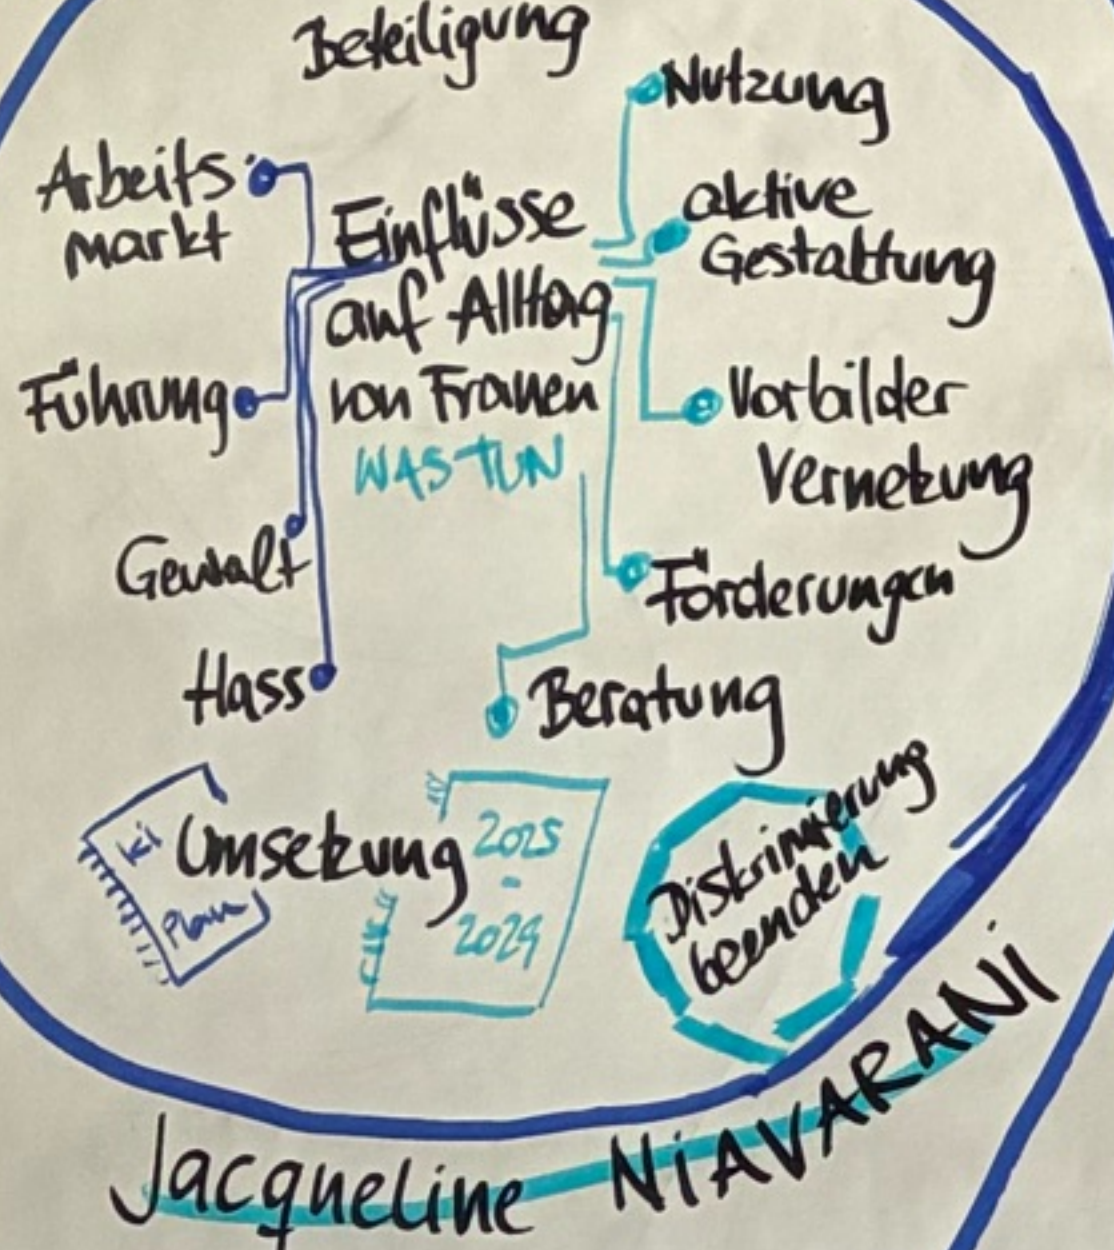 Beteiligung
Nutzung
Arbeits
markt
aktive
Gestaltung
Einflüsse
auf Alltag
von Frauen
WAS TUN
Führung
Vorbilder
Vernetzung
Gewalt
Förderungen
Hass
Beratung
KI
Plan
Umsetzung
2025
-
2029
Diskriminierung
beenden
Jacqueline NiAVARANi